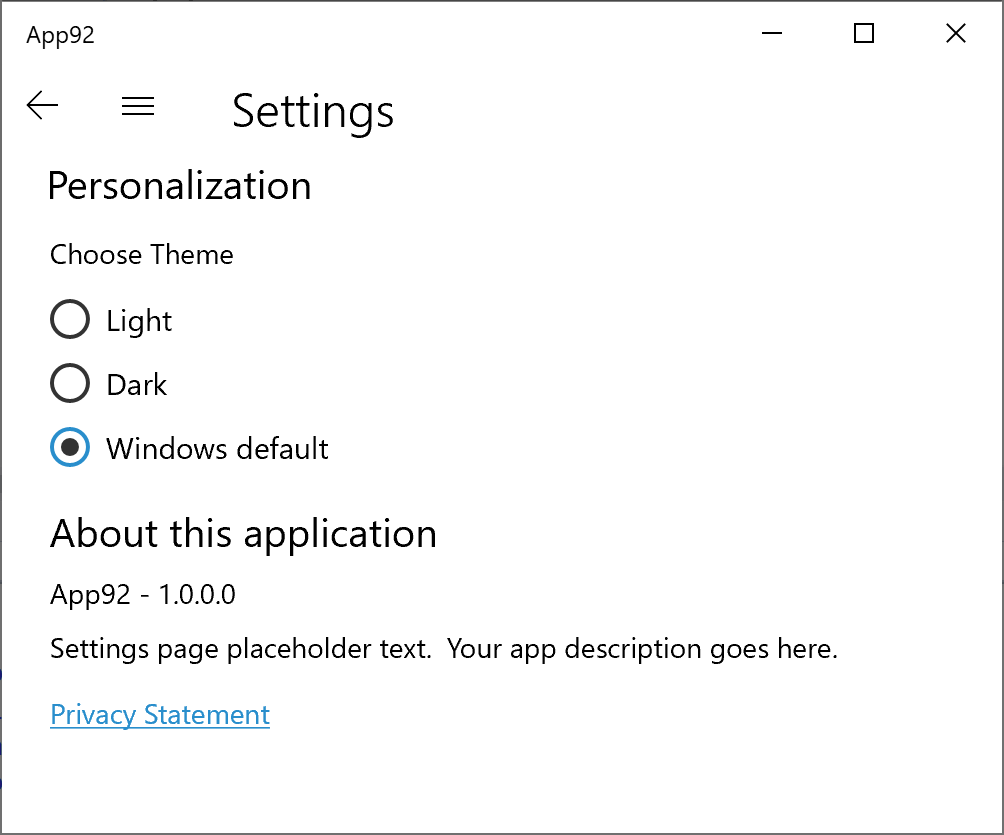 App92
Settings
Personalization
Choose Theme
Light
Dark
Windows default
About this application
App92 - 1.0.0.0
Settings page placeholder text.  Your app description goes here.
Privacy Statement